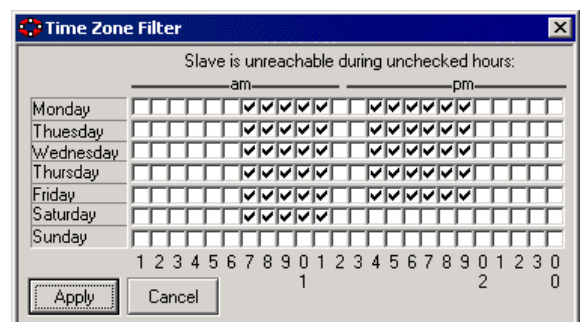 Time Zone Filter
Slave is unreachable during unchecked hours:
am pm
Monday
Thuesday
Wednesday
Thursday
Friday
Saturday
Sunday
1 2 3 4 5 6 7 8 9 0 1 2 3 4 5 6 7 8 9 0 1 2 3 0 0
1 2 0
Apply Cancel